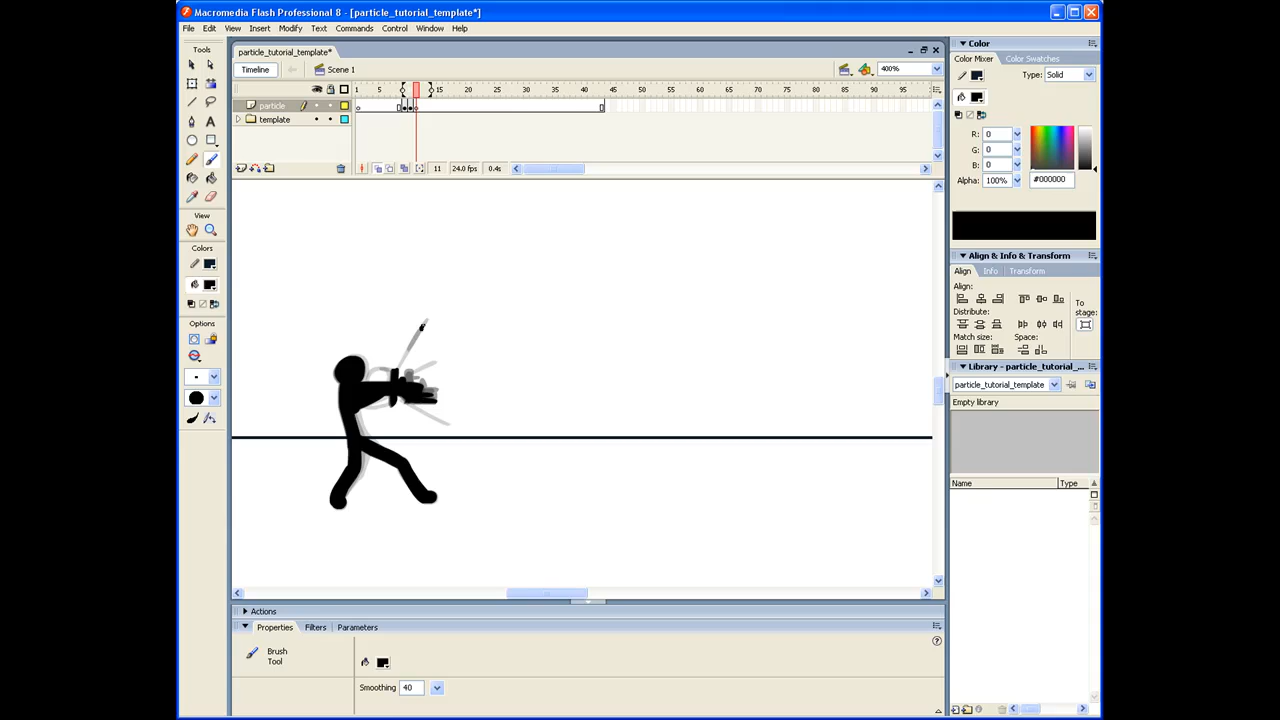 Macromedia Flash Professional 8 - [particle_tutorial_template*]
File Edit View Insert Modify Text Commands Control Window Help
Tools
particle_tutorial_template*
Timeline
Scene 1
400%
1 5 15 20 25 30 35 40 45 50 55 60 65 70 75 80 85 90 95
particle
template
11 24.0 fps 0.4s
View
Colors
Options
Color
Color Mixer Color Swatches
Type: Solid
R: 0
G: 0
B: 0
Alpha: 100% #000000
Align & Info & Transform
Align Info Transform
Align:
To stage:
Distribute:
Match size: Space:
Library - particle_tutorial_...
particle_tutorial_template
Empty library
Name Type
Actions
Properties Filters Parameters
Brush
Tool
Smoothing 40